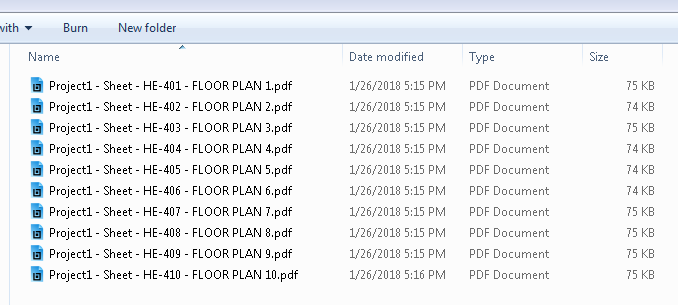 with Burn New folder
Name Date modified Type Size
Project1 - Sheet - HE-401 - FLOOR PLAN 1.pdf 1/26/2018 5:15 PM PDF Document 75 KB
Project1 - Sheet - HE-402 - FLOOR PLAN 2.pdf 1/26/2018 5:15 PM PDF Document 74 KB
Project1 - Sheet - HE-403 - FLOOR PLAN 3.pdf 1/26/2018 5:15 PM PDF Document 75 KB
Project1 - Sheet - HE-404 - FLOOR PLAN 4.pdf 1/26/2018 5:15 PM PDF Document 74 KB
Project1 - Sheet - HE-405 - FLOOR PLAN 5.pdf 1/26/2018 5:15 PM PDF Document 74 KB
Project1 - Sheet - HE-406 - FLOOR PLAN 6.pdf 1/26/2018 5:15 PM PDF Document 74 KB
Project1 - Sheet - HE-407 - FLOOR PLAN 7.pdf 1/26/2018 5:15 PM PDF Document 75 KB
Project1 - Sheet - HE-408 - FLOOR PLAN 8.pdf 1/26/2018 5:15 PM PDF Document 75 KB
Project1 - Sheet - HE-409 - FLOOR PLAN 9.pdf 1/26/2018 5:15 PM PDF Document 75 KB
Project1 - Sheet - HE-410 - FLOOR PLAN 10.pdf 1/26/2018 5:16 PM PDF Document 75 KB